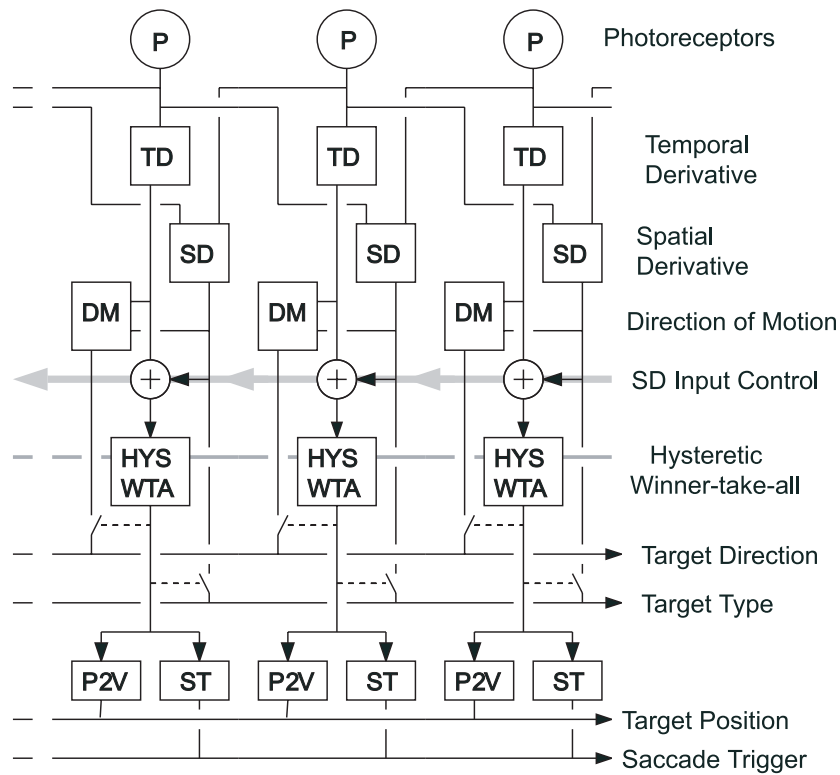 P P P Photoreceptors
TD TD TD Temporal
Derivative
SD SD SD Spatial
Derivative
DM DM DM Direction of Motion
+ + + SD Input Control
HYS HYS HYS Hysteretic
WTA WTA WTA Winner-take-all
Target Direction
Target Type
P2V ST P2V ST P2V ST
Target Position
Saccade Trigger